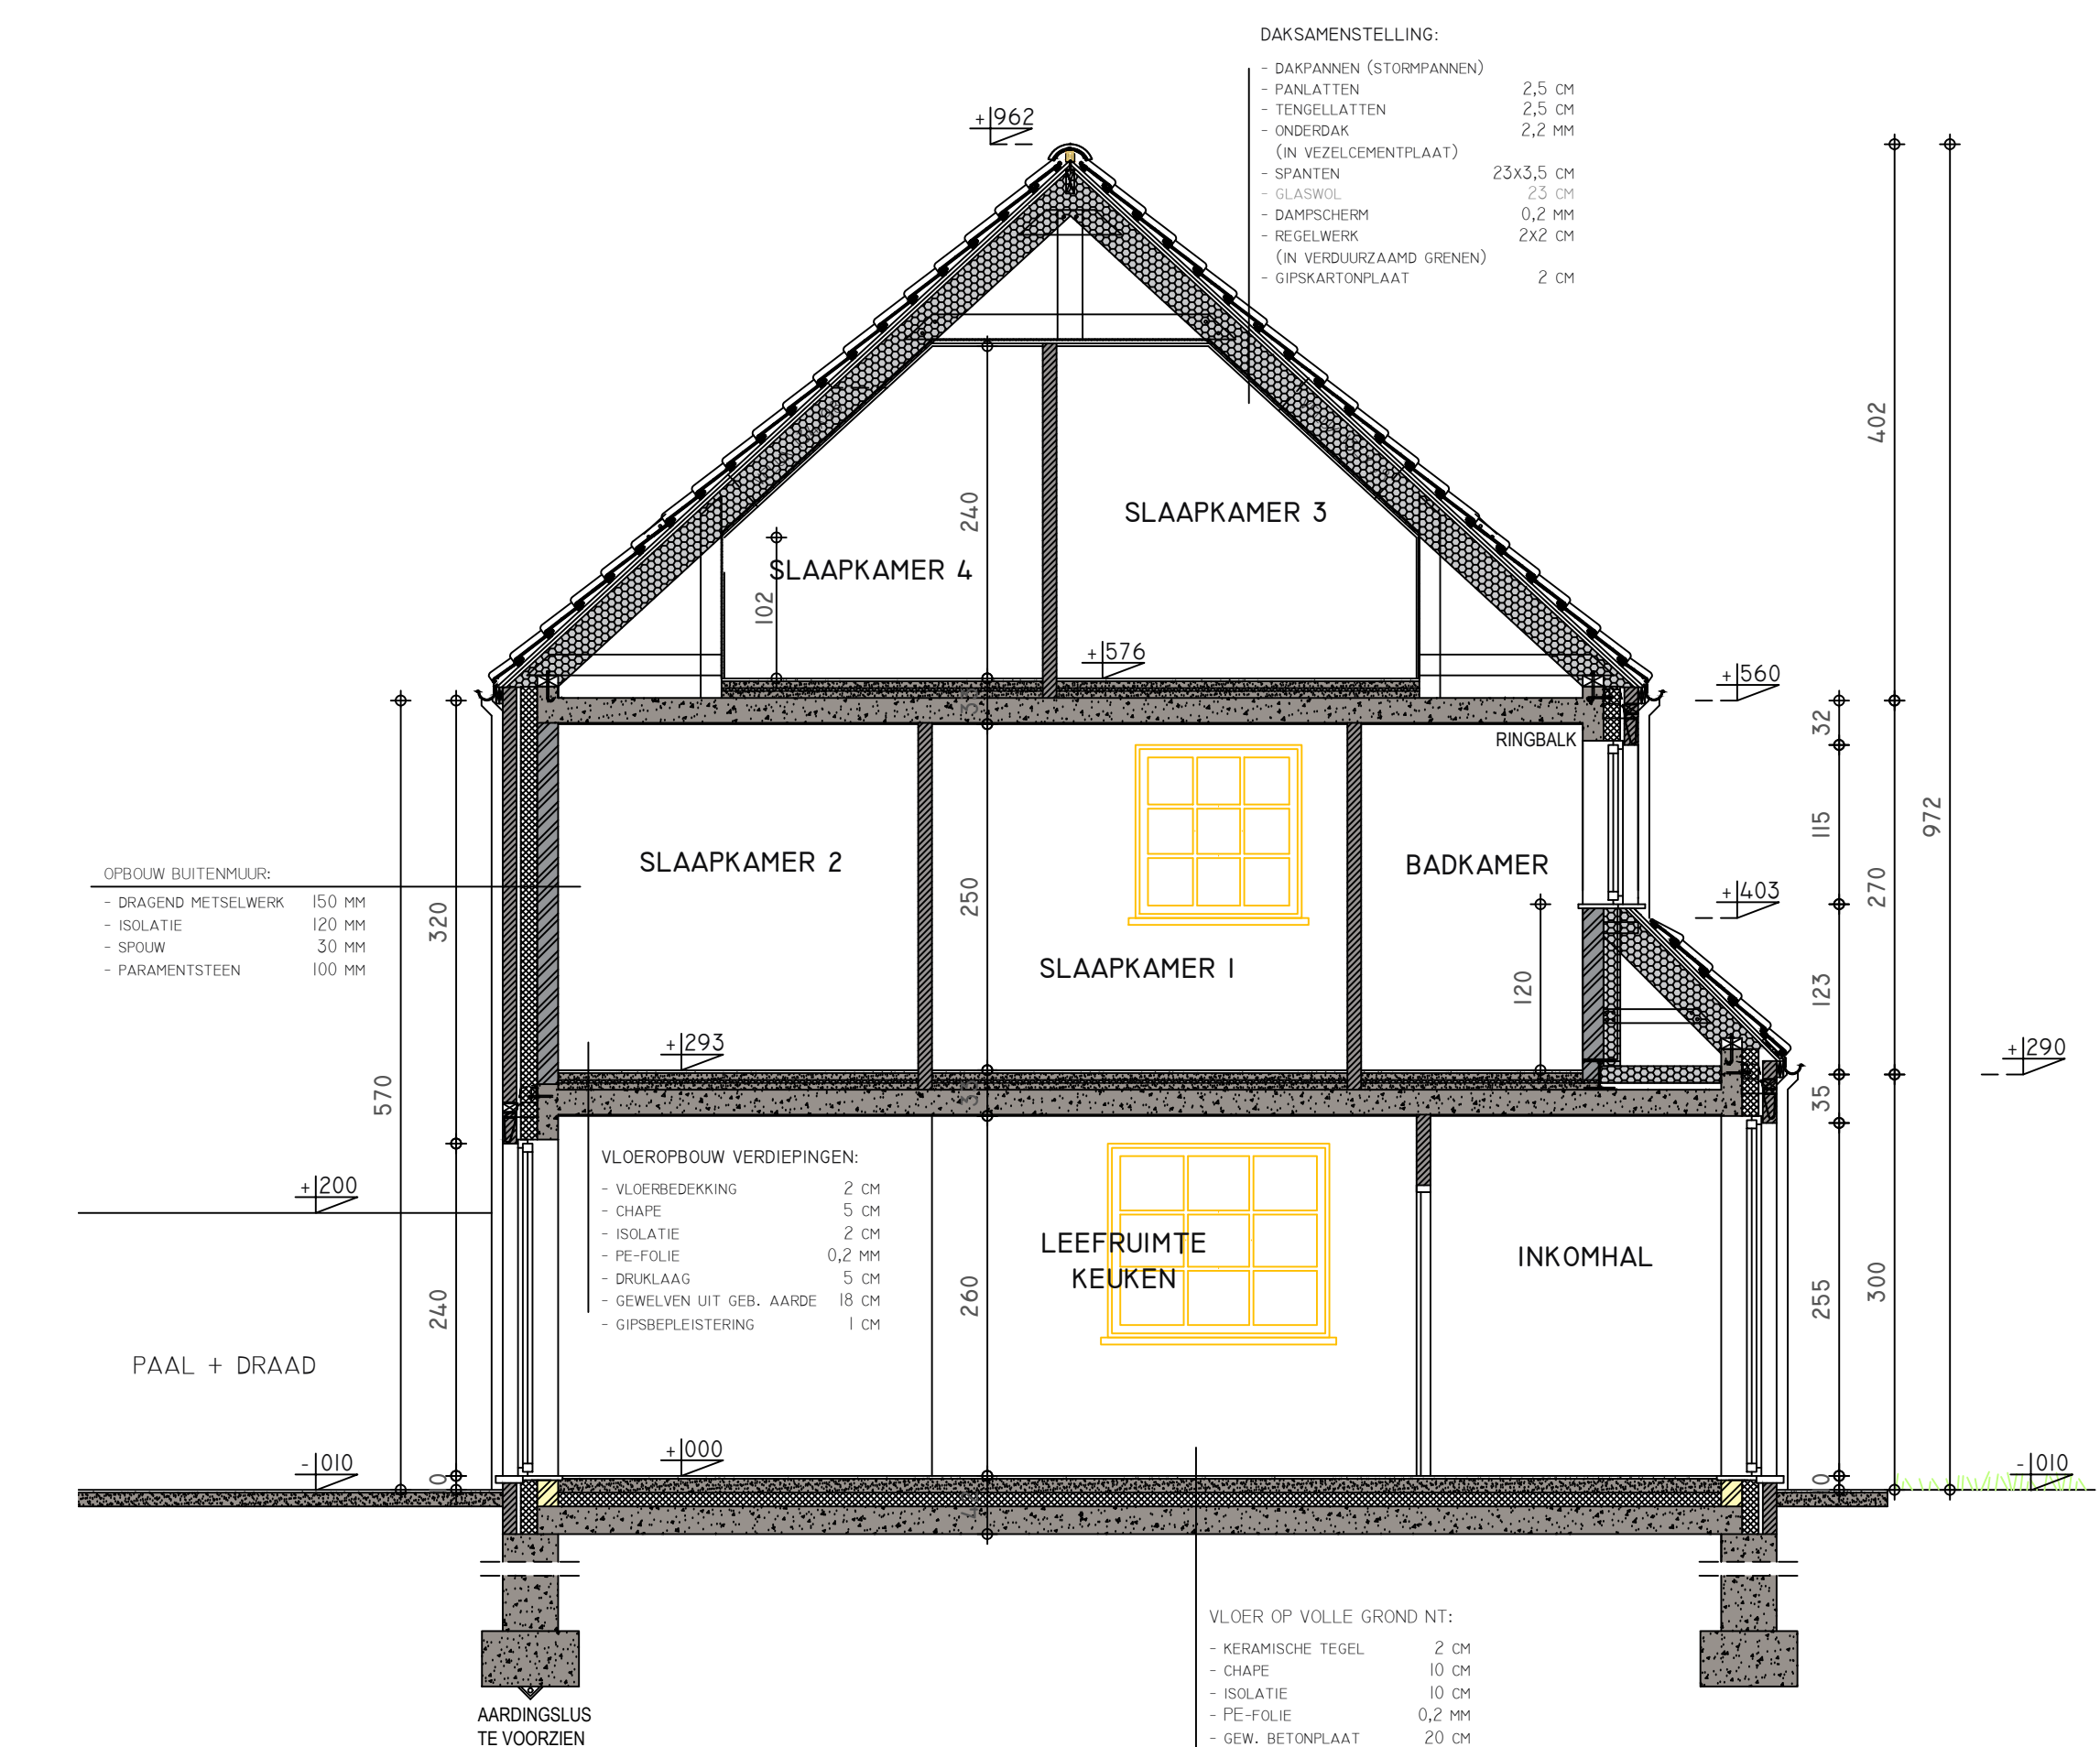 DAKSAMENSTELLING:
- DAKPANNEN (STORMPANNEN)
- PANLATTEN 2,5 CM
- TENGELLATTEN 2,5 CM
- ONDERDAK 2,2 MM
(IN VEZELCEMENTPLAAT)
- SPANTEN 23X3,5 CM
- GLASWOL 23 CM
- DAMPSCHERM 0,2 MM
- REGELWERK 2X2 CM
(IN VERDUURZAAMD GRENEN)
- GIPSKARTONPLAAT 2 CM
+962
402
240
SLAAPKAMER 3
SLAAPKAMER 4
102
+576
+560
32
RINGBALK
115
972
SLAAPKAMER 2
BADKAMER
OPBOUW BUITENMUUR:
- DRAGEND METSELWERK 150 MM
- ISOLATIE 120 MM
- SPOUW 30 MM
- PARAMENTSTEEN 100 MM
320
250
270
+403
SLAAPKAMER 1
120
123
+293
+290
570
35
VLOEROPBOUW VERDIEPINGEN:
- VLOERBEDEKKING 2 CM
- CHAPE 5 CM
- ISOLATIE 2 CM
- PE-FOLIE 0,2 MM
- DRUKLAAG 5 CM
- GEWELVEN UIT GEB. AARDE 18 CM
- GIPSBEPLEISTERING 1 CM
+200
LEEFRUIMTE
KEUKEN
INKOMHAL
240
260
255
300
PAAL + DRAAD
+000
-010
-010
0
0
VLOER OP VOLLE GROND NT:
- KERAMISCHE TEGEL 2 CM
- CHAPE 10 CM
- ISOLATIE 10 CM
- PE-FOLIE 0,2 MM
- GEW. BETONPLAAT 20 CM
AARDINGSLUS
TE VOORZIEN